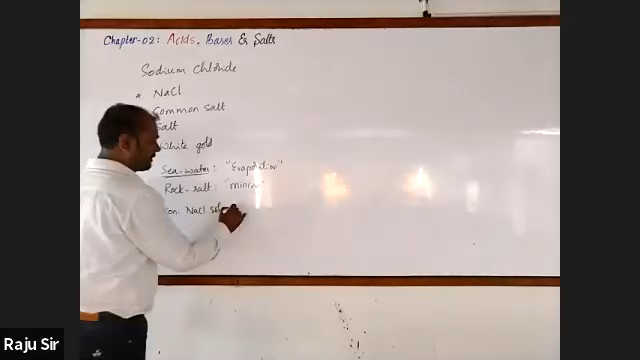 Chapter-02: Acids, Bases & Salts
Sodium Chloride
* NaCl
Common salt
Salt
White gold
Sea-water: "Evaporation"
Rock-salt: "minin
Con: NaCl
Raju Sir